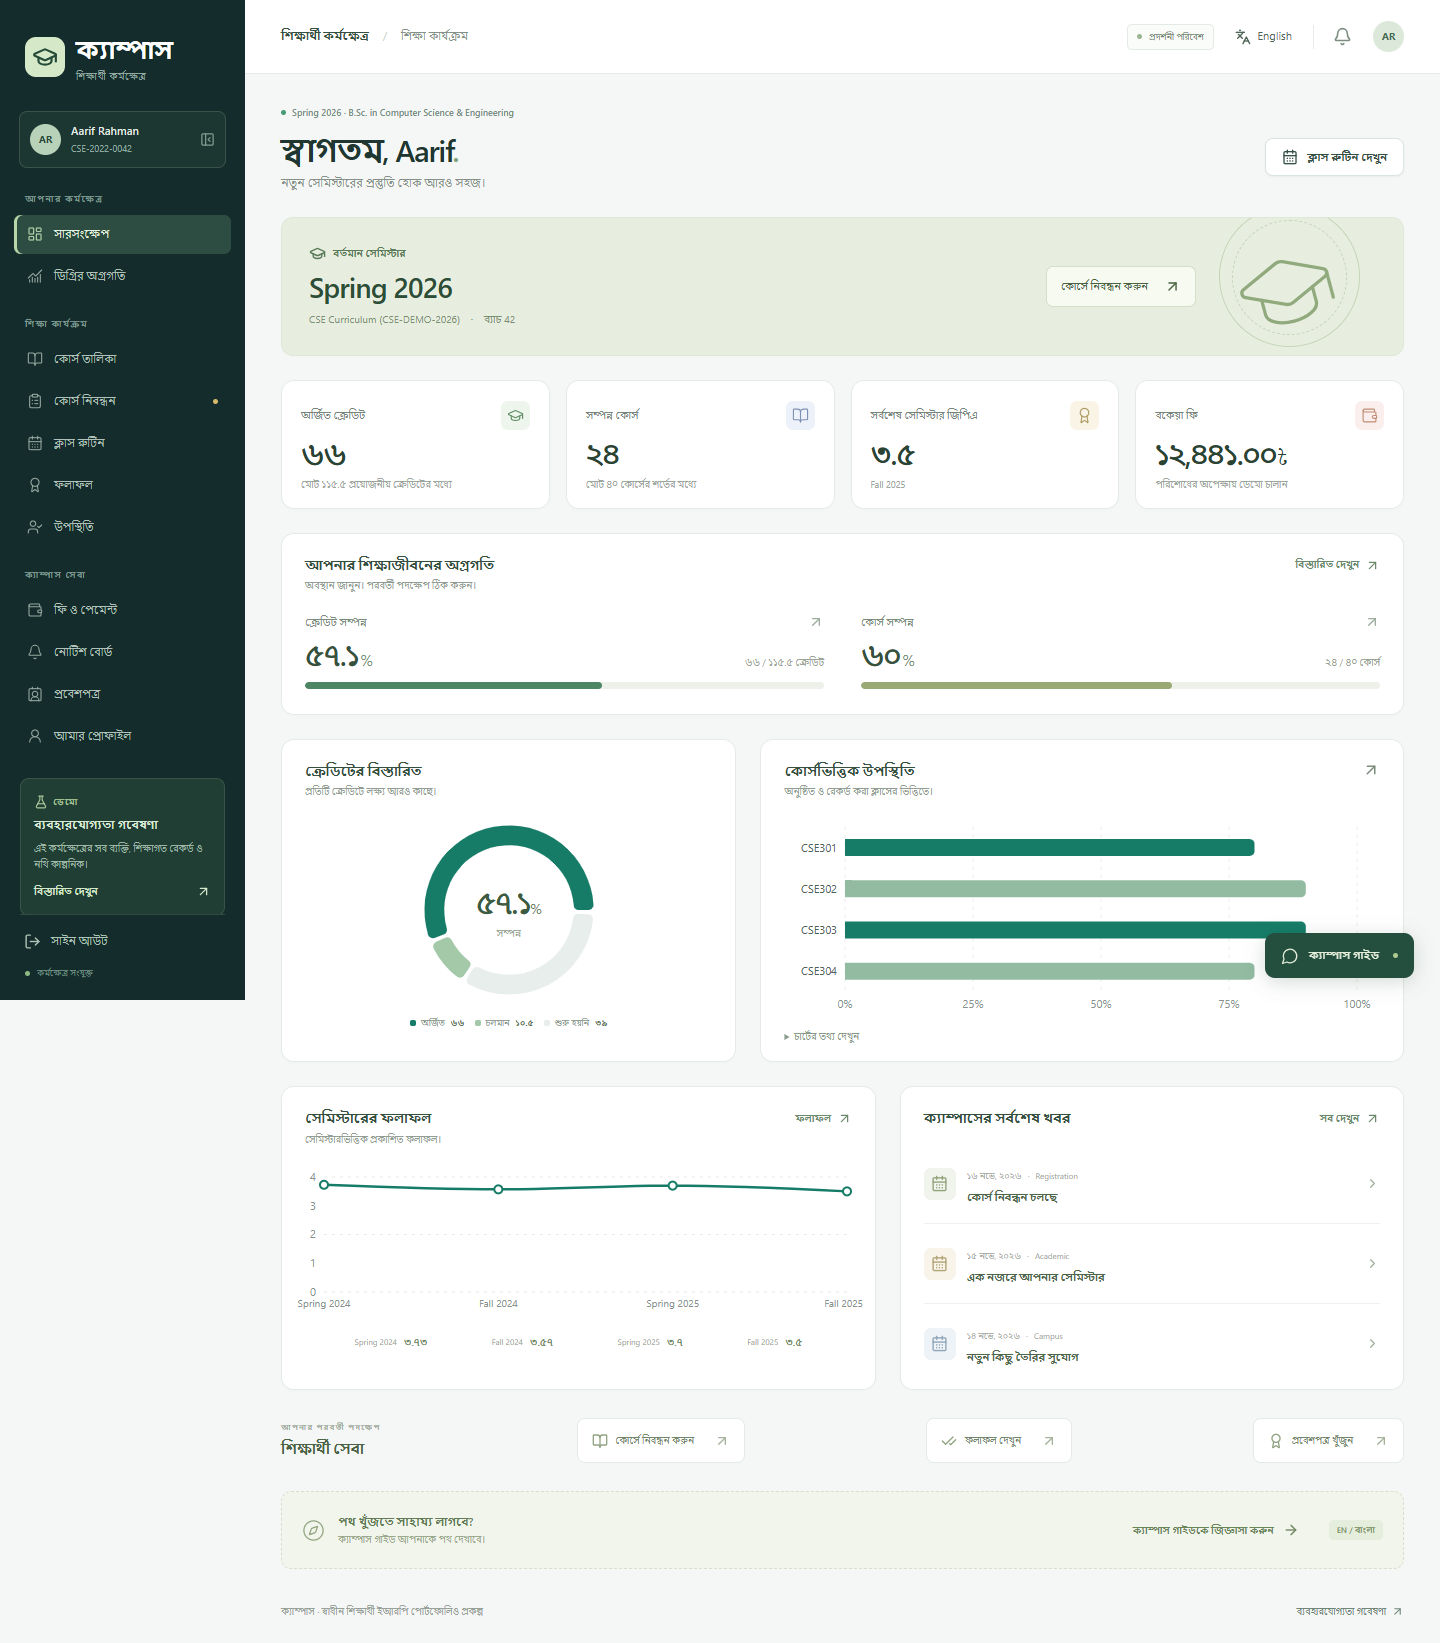 ক্যাম্পাস
শিক্ষার্থী কর্মক্ষেত্র
AR
Aarif Rahman
CSE-2022-0042
আপনার কর্মক্ষেত্র
সারসংক্ষেপ
ডিগ্রির অগ্রগতি
শিক্ষা কার্যক্রম
কোর্স তালিকা
কোর্স নিবন্ধন
ক্লাস রুটিন
ফলাফল
উপস্থিতি
ক্যাম্পাস সেবা
ফি ও পেমেন্ট
নোটিশ বোর্ড
প্রবেশপত্র
আমার প্রোফাইল
ডেমো
ব্যবহারযোগ্যতা গবেষণা
এই কর্মক্ষেত্রের সব ব্যক্তি, শিক্ষাগত রেকর্ড ও
নথি কাল্পনিক।
বিস্তারিত দেখুন
সাইন আউট
কর্মক্ষেত্র সংযুক্ত
শিক্ষার্থী কর্মক্ষেত্র / শিক্ষা কার্যক্রম
প্রদর্শনী পরিবেশ
English
AR
Spring 2026 · B.Sc. in Computer Science & Engineering
স্বাগতম, Aarif.
নতুন সেমিস্টারের প্রস্তুতি হোক আরও সহজ।
ক্লাস রুটিন দেখুন
বর্তমান সেমিস্টার
Spring 2026
CSE Curriculum (CSE-DEMO-2026) · ব্যাচ 42
কোর্সে নিবন্ধন করুন
অর্জিত ক্রেডিট
৬৬
মোট ১১৫.৫ প্রয়োজনীয় ক্রেডিটের মধ্যে
সম্পন্ন কোর্স
২৪
মোট ৪০ কোর্সের শর্তের মধ্যে
সর্বশেষ সেমিস্টার জিপিএ
৩.৫
Fall 2025
বকেয়া ফি
১২,৪৪১.০০৳
পরিশোধের অপেক্ষায় ডেমো চালান
আপনার শিক্ষাজীবনের অগ্রগতি
অবস্থান জানুন। পরবর্তী পদক্ষেপ ঠিক করুন।
বিস্তারিত দেখুন
ক্রেডিট সম্পন্ন
৫৭.১%
৬৬ / ১১৫.৫ ক্রেডিট
কোর্স সম্পন্ন
৬০%
২৪ / ৪০ কোর্স
ক্রেডিটের বিস্তারিত
প্রতিটি ক্রেডিটে লক্ষ্য আরও কাছে।
৫৭.১%
সম্পন্ন
অর্জিত ৬৬ চলমান ১০.৫ শুরু হয়নি ৩৯
কোর্সভিত্তিক উপস্থিতি
অনুষ্ঠিত ও রেকর্ড করা ক্লাসের ভিত্তিতে।
CSE301
CSE302
CSE303
CSE304
0% 25% 50% 75% 100%
চার্টের তথ্য দেখুন
ক্যাম্পাস গাইড
সেমিস্টারের ফলাফল
সেমিস্টারভিত্তিক প্রকাশিত ফলাফল।
ফলাফল
4
3
2
1
0
Spring 2024 Fall 2024 Spring 2025 Fall 2025
Spring 2024 ৩.৭৩ Fall 2024 ৩.৫৭ Spring 2025 ৩.৭ Fall 2025 ৩.৫
ক্যাম্পাসের সর্বশেষ খবর
সব দেখুন
১৬ নভে, ২০২৬ · Registration
কোর্স নিবন্ধন চলছে
১৫ নভে, ২০২৬ · Academic
এক নজরে আপনার সেমিস্টার
১৪ নভে, ২০২৬ · Campus
নতুন কিছু তৈরির সুযোগ
আপনার পরবর্তী পদক্ষেপ
শিক্ষার্থী সেবা
কোর্সে নিবন্ধন করুন
ফলাফল দেখুন
প্রবেশপত্র খুঁজুন
পথ খুঁজতে সাহায্য লাগবে?
ক্যাম্পাস গাইড আপনাকে পথ দেখাবে।
ক্যাম্পাস গাইডকে জিজ্ঞাসা করুন
EN / বাংলা
ক্যাম্পাস · স্বাধীন শিক্ষার্থী ইআরপি পোর্টফোলিও প্রকল্প
ব্যবহারযোগ্যতা গবেষণা